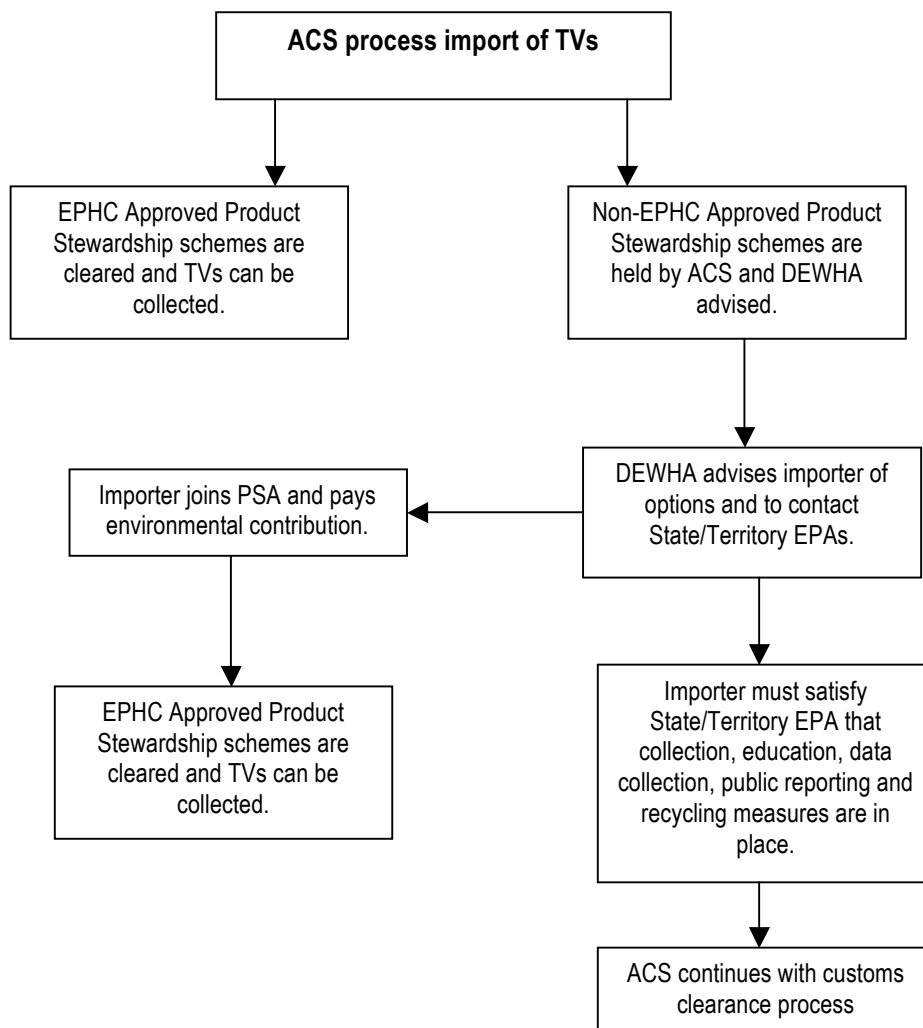 ACS process import of TVs
EPHC Approved Product
Stewardship schemes are
cleared and TVs can be
collected.
Non-EPHC Approved Product
Stewardship schemes are
held by ACS and DEWHA
advised.
DEWHA advises importer of
options and to contact
State/Territory EPAs.
Importer joins PSA and pays
environmental contribution.
EPHC Approved Product
Stewardship schemes are
cleared and TVs can be
collected.
Importer must satisfy
State/Territory EPA that
collection, education, data
collection, public reporting and
recycling measures are in
place.
ACS continues with customs
clearance process